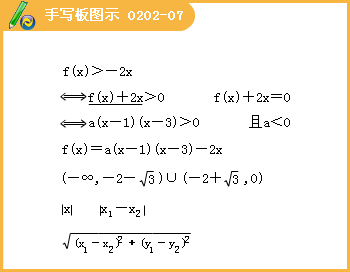 手写板图示 0202-07
f(x)>-2x
⟺f(x)+2x>0 f(x)+2x=0
⟺a(x-1)(x-3)>0 且a<0
f(x)=a(x-1)(x-3)-2x
(-∞,-2-√3)∪(-2+√3,0)
|x| |x₁-x₂|
√((x₁-x₂)²+(y₁-y₂)²)